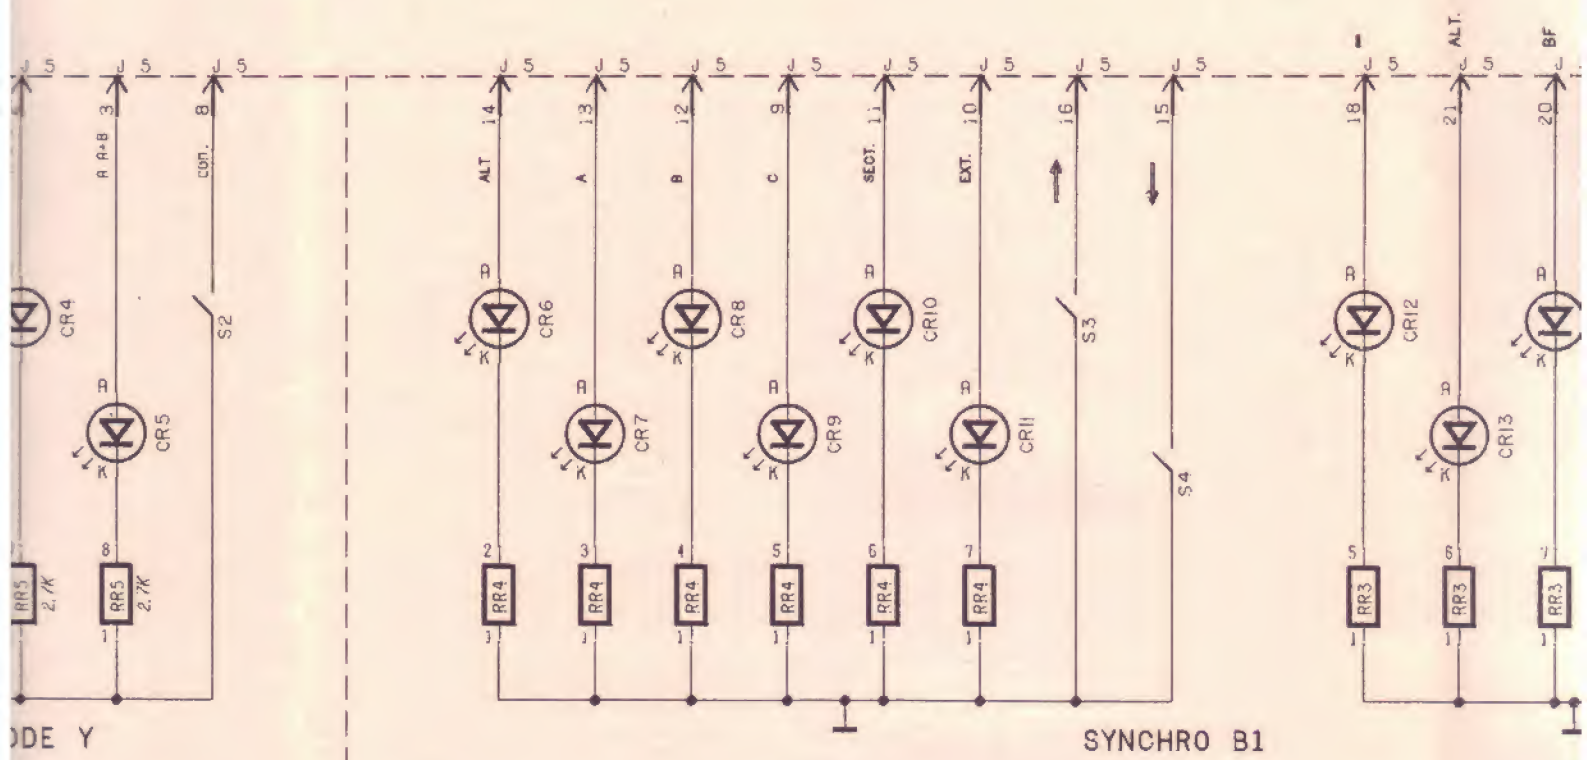 ALT.
BF
J 5
J 5
J 5
J 5
J 5
J 5
J 5
J 5
J 5
J 5
J 5
J 5
J 5
J
3
8
14
13
12
9
11
10
16
15
18
21
20
A A+B
COM.
ALT
A
B
C
SECT.
EXT.
CR4
A
K
CR5
S2
A
K
CR6
A
K
CR7
A
K
CR8
A
K
CR9
A
K
CR10
A
K
CR11
S3
S4
A
K
CR12
A
K
CR13
A
K
RR5
2,7K
1
8
RR5
2,7K
1
2
RR4
1
3
RR4
1
4
RR4
1
5
RR4
1
6
RR4
1
7
RR4
1
5
RR3
1
6
RR3
1
7
RR3
1
ODE Y
SYNCHRO B1